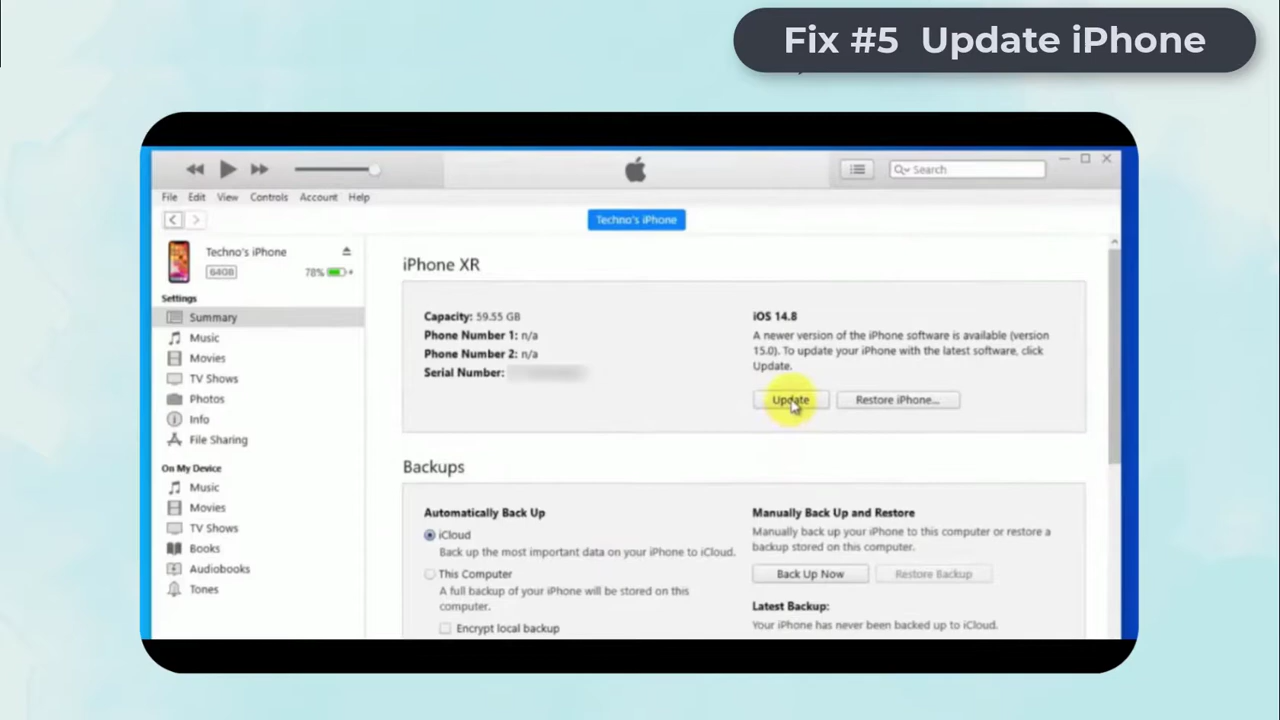 Fix #5 Update iPhone
Search
File Edit View Controls Account Help
Techno's iPhone
Techno's iPhone
64GB 78%
Settings
Summary
Music
Movies
TV Shows
Photos
Info
File Sharing
On My Device
Music
Movies
TV Shows
Books
Audiobooks
Tones
iPhone XR
Capacity: 59.55 GB
Phone Number 1: n/a
Phone Number 2: n/a
Serial Number:
iOS 14.8
A newer version of the iPhone software is available (version
15.0). To update your iPhone with the latest software, click
Update.
Update Restore iPhone...
Backups
Automatically Back Up
iCloud
Back up the most important data on your iPhone to iCloud.
This Computer
A full backup of your iPhone will be stored on this
computer.
Encrypt local backup
Manually Back Up and Restore
Manually back up your iPhone to this computer or restore a
backup stored on this computer.
Back Up Now Restore Backup
Latest Backup:
Your iPhone has never been backed up to iCloud.